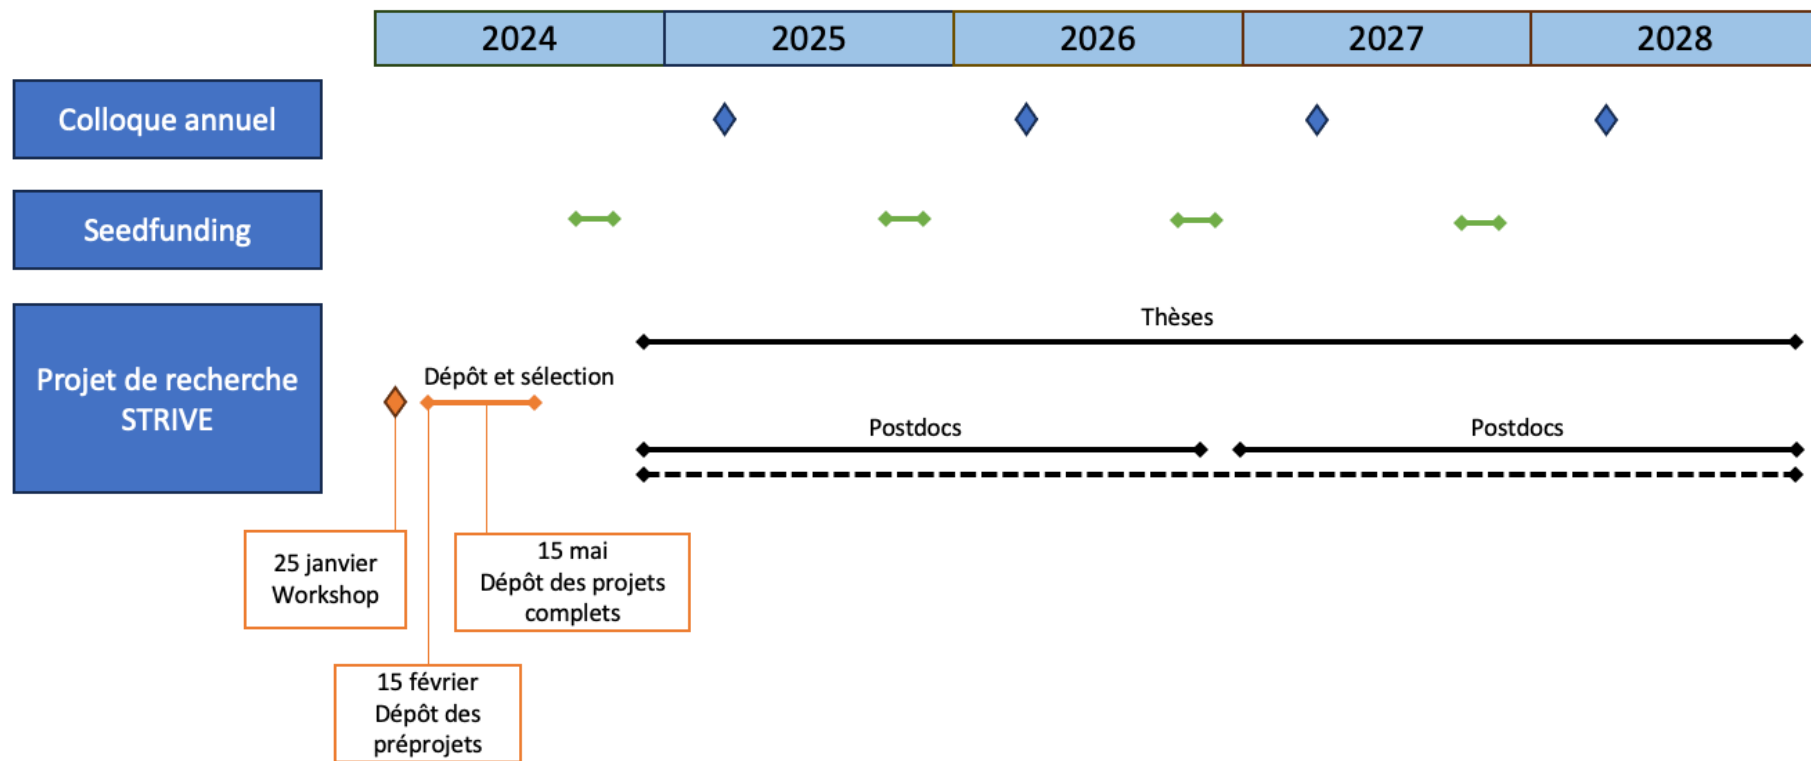 2024
2025
2026
2027
2028
Colloque annuel
Seedfunding
Projet de recherche
STRIVE
Thèses
Dépôt et sélection
Postdocs
Postdocs
25 janvier
Workshop
15 mai
Dépôt des projets
complets
15 février
Dépôt des
préprojets